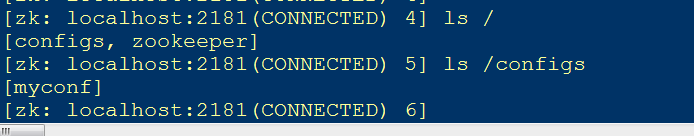 [zk: localhost:2181(CONNECTED) 4] ls /
[configs, zookeeper]
[zk: localhost:2181(CONNECTED) 5] ls /configs
[myconf]
[zk: localhost:2181(CONNECTED) 6]